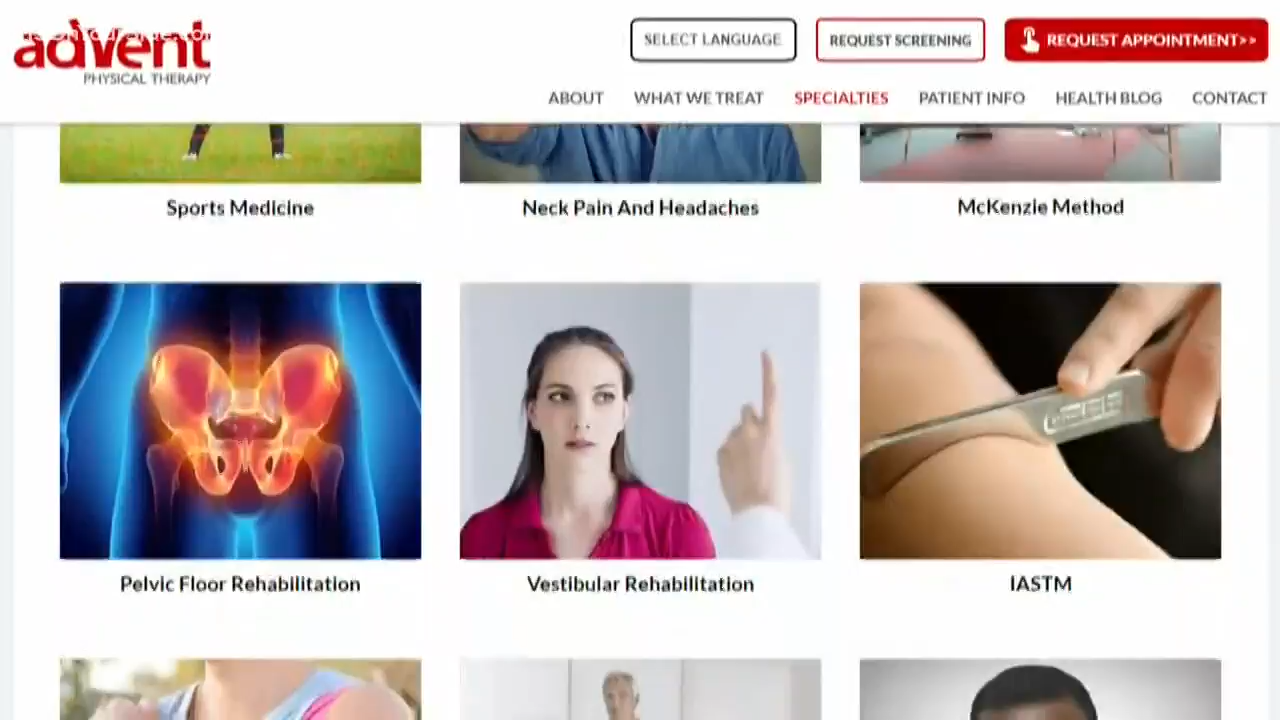 advent
PHYSICAL THERAPY
SELECT LANGUAGE
REQUEST SCREENING
REQUEST APPOINTMENT>>
ABOUT
WHAT WE TREAT
SPECIALTIES
PATIENT INFO
HEALTH BLOG
CONTACT
Sports Medicine
Neck Pain And Headaches
McKenzie Method
Pelvic Floor Rehabilitation
Vestibular Rehabilitation
IASTM